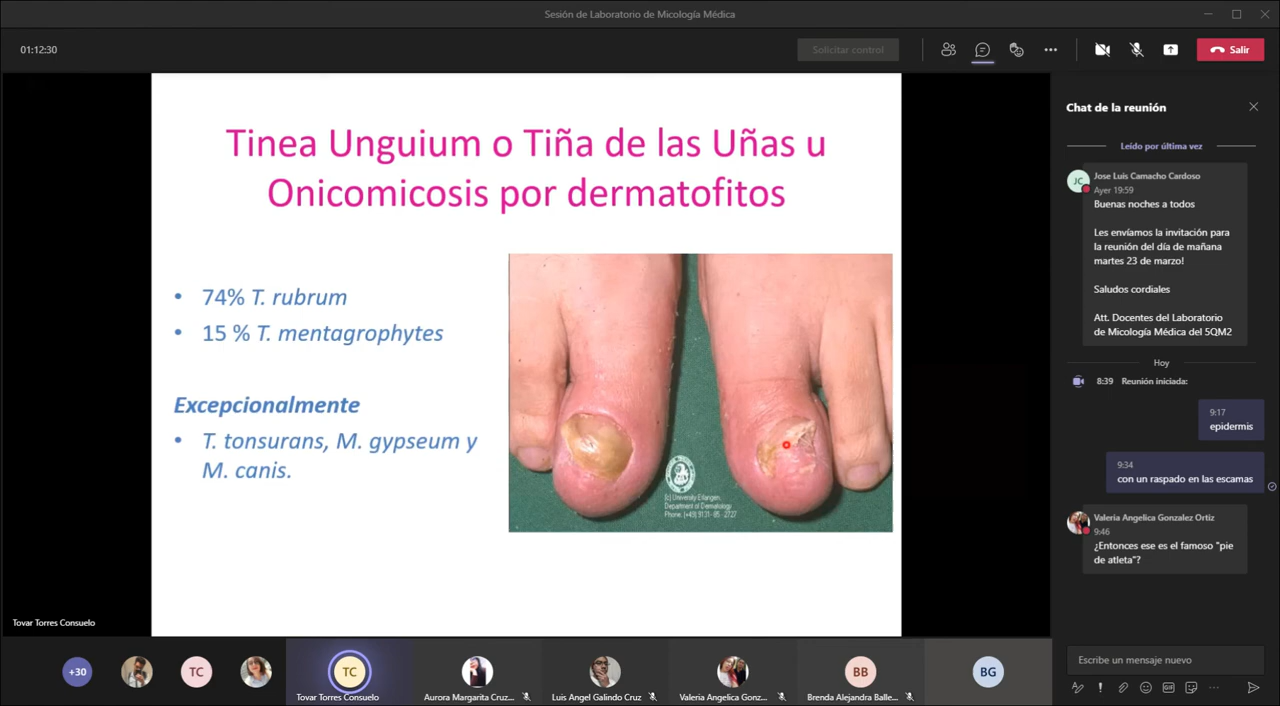 Sesión de Laboratorio de Micología Médica
01:12:30
Solicitar control
Salir
Tinea Unguium o Tiña de las Uñas u
Onicomicosis por dermatofitos
• 74% T. rubrum
• 15 % T. mentagrophytes
Excepcionalmente
• T. tonsurans, M. gypseum y
M. canis.
(c) University Erlangen,
Department of Dermatology
Phone: (+49) 9131- 85 - 2727
Tovar Torres Consuelo
Chat de la reunión
Leído por última vez
JC
Jose Luis Camacho Cardoso
Ayer 19:59
Buenas noches a todos
Les envíamos la invitación para
la reunión del día de mañana
martes 23 de marzo!
Saludos cordiales
Att. Docentes del Laboratorio
de Micología Médica del 5QM2
Hoy
8:39 Reunión iniciada:
9:17
epidermis
9:34
con un raspado en las escamas
Valeria Angelica Gonzalez Ortiz
9:46
¿Entonces ese es el famoso "pie
de atleta"?
Escribe un mensaje nuevo
GIF
+30
TC
TC
BB
BG
Tovar Torres Consuelo
Aurora Margarita Cruz...
Luis Angel Galindo Cruz
Valeria Angelica Gonz...
Brenda Alejandra Balle...